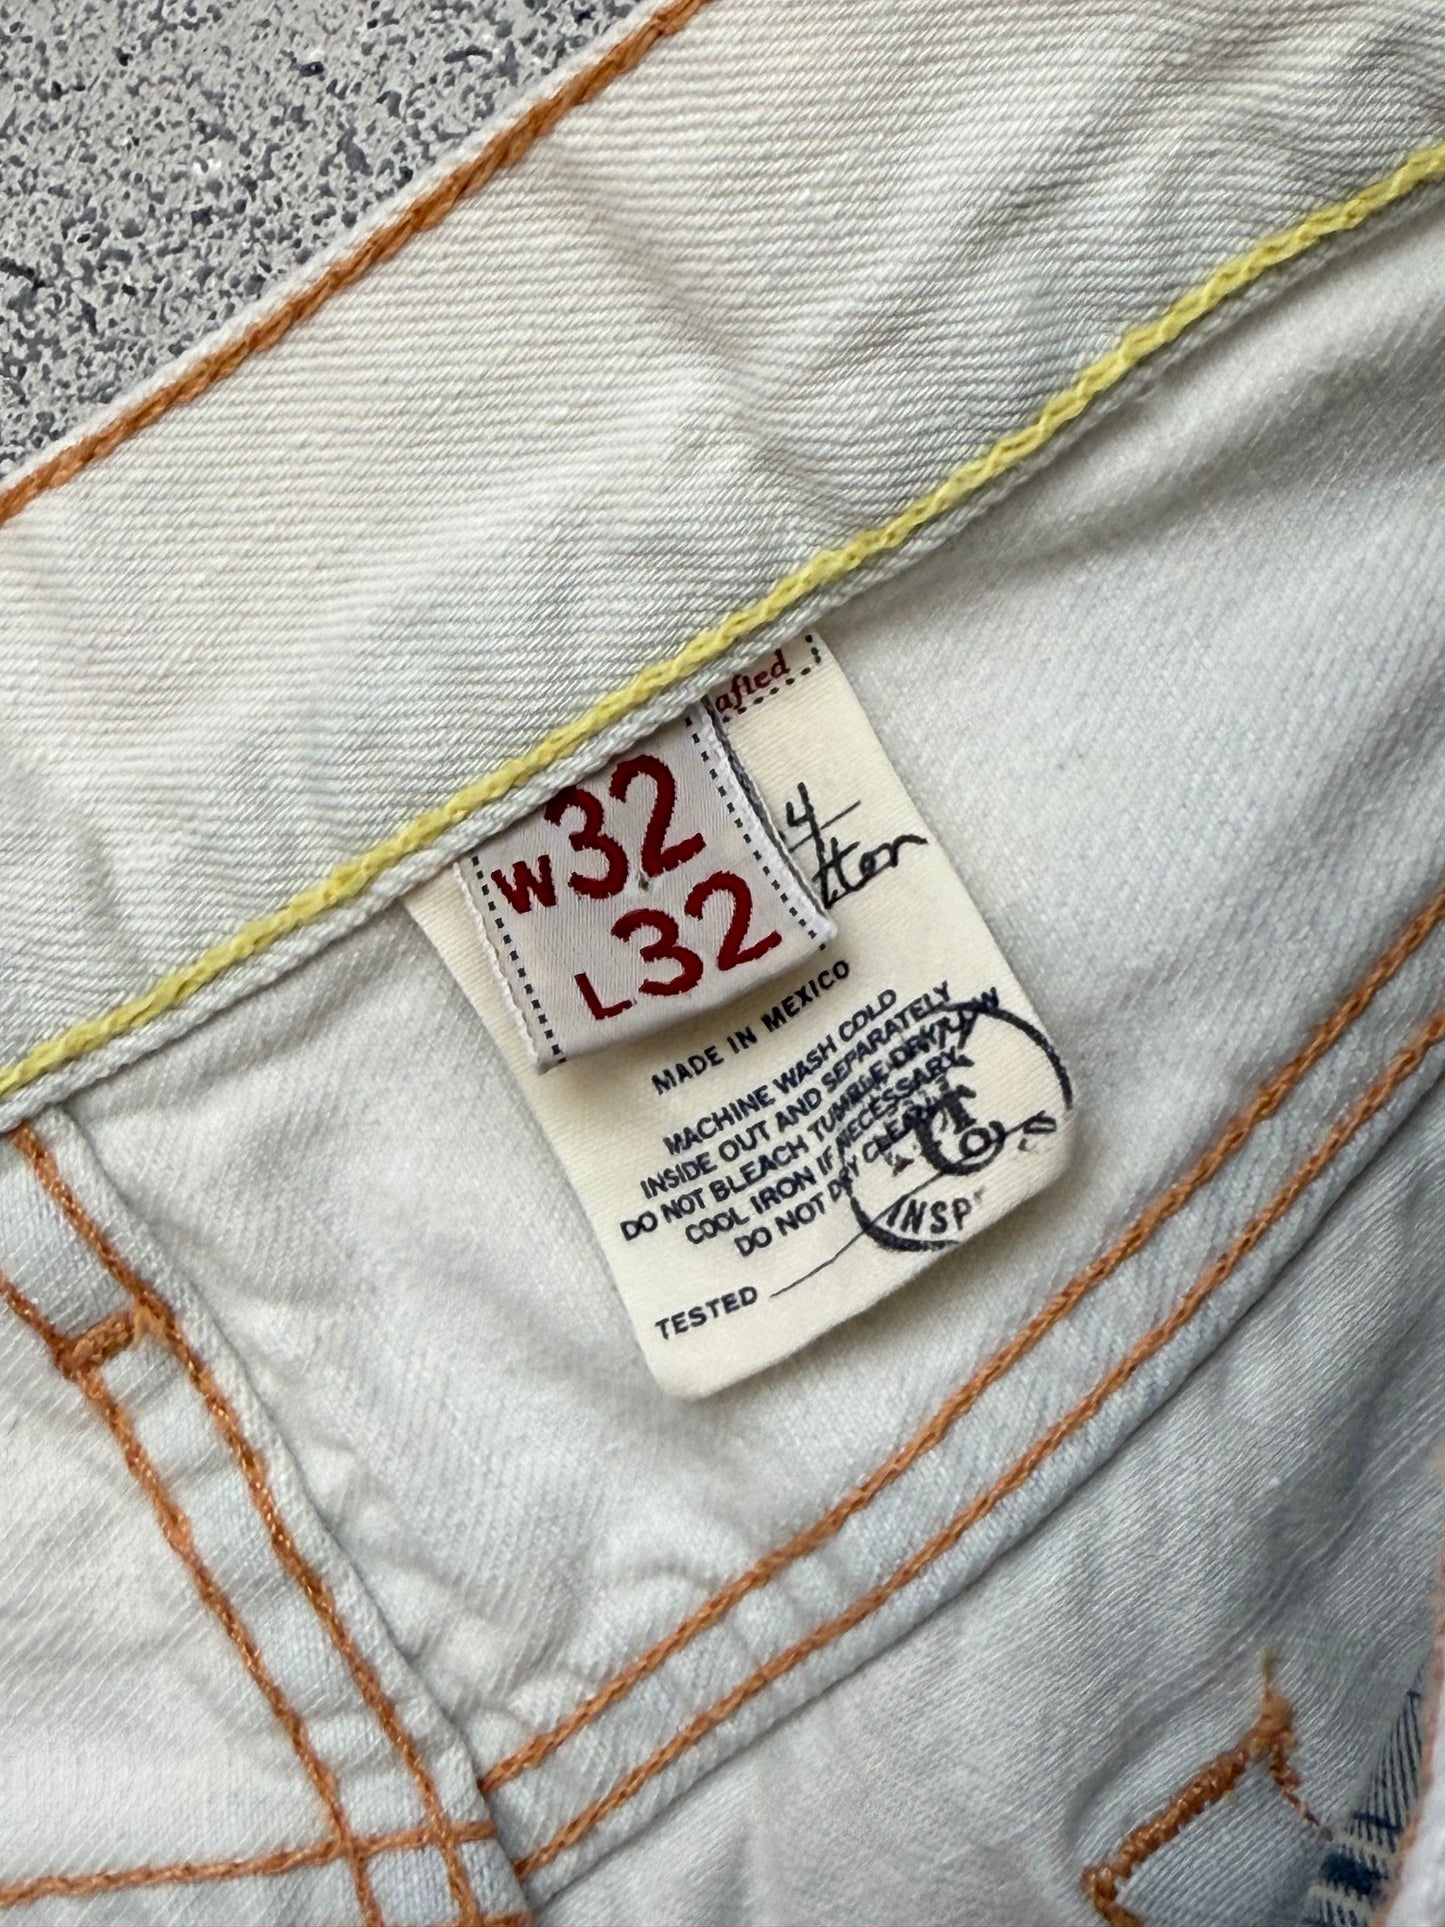 W32
L32
MADE IN MEXICO
MACHINE WASH COLD
INSIDE OUT AND SEPARATELY
DO NOT BLEACH TUMBLE DRY LOW
COOL IRON IF NECESSARY
DO NOT DRY CLEAN
TESTED
INSP